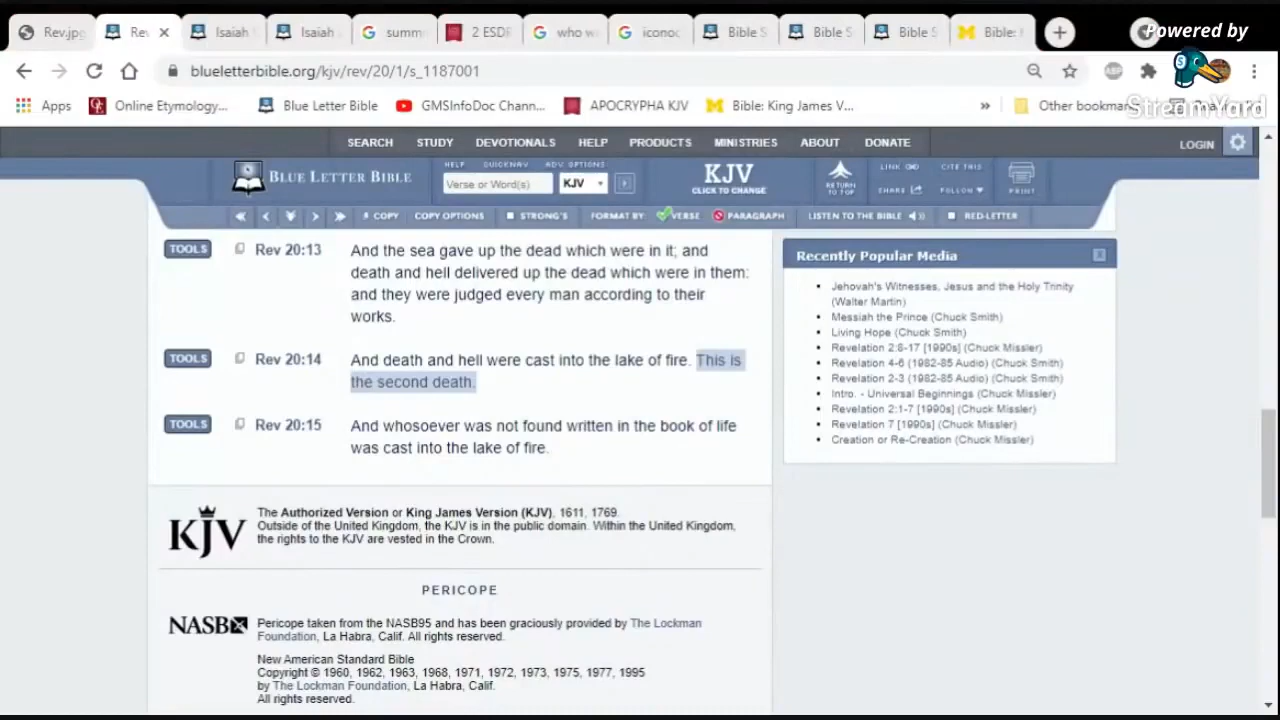 Rev.jpg
Rev
Isaiah
Isaiah
summ
2 ESD
who w
iconoc
Bible S
Bible S
Bible S
Bible:
Powered by
blueletterbible.org/kjv/rev/20/1/s_1187001
StreamYard
Apps
Online Etymology...
Blue Letter Bible
GMSInfoDoc Chann...
APOCRYPHA KJV
Bible: King James V...
»
Other bookmar
SEARCH STUDY DEVOTIONALS HELP PRODUCTS MINISTRIES ABOUT DONATE
LOGIN
BLUE LETTER BIBLE
HELP QUICKNAV ADV OPTIONS
Verse or Word(s) KJV
KJV
CLICK TO CHANGE
RETURN
TO TOP
LINK CITE THIS
SHARE FOLLOW
PRINT
COPY COPY OPTIONS STRONG'S FORMAT BY: VERSE PARAGRAPH LISTEN TO THE BIBLE RED-LETTER
TOOLS Rev 20:13 And the sea gave up the dead which were in it; and
death and hell delivered up the dead which were in them:
and they were judged every man according to their
works.
TOOLS Rev 20:14 And death and hell were cast into the lake of fire. This is
the second death.
TOOLS Rev 20:15 And whosoever was not found written in the book of life
was cast into the lake of fire.
Recently Popular Media
Jehovah's Witnesses, Jesus and the Holy Trinity
(Walter Martin)
Messiah the Prince (Chuck Smith)
Living Hope (Chuck Smith)
Revelation 2:8-17 [1990s] (Chuck Missler)
Revelation 4-6 (1982-85 Audio) (Chuck Smith)
Revelation 2-3 (1982-85 Audio) (Chuck Smith)
Intro. - Universal Beginnings (Chuck Missler)
Revelation 2:1-7 [1990s] (Chuck Missler)
Revelation 7 [1990s] (Chuck Missler)
Creation or Re-Creation (Chuck Missler)
KJV
The Authorized Version or King James Version (KJV), 1611, 1769.
Outside of the United Kingdom, the KJV is in the public domain. Within the United Kingdom,
the rights to the KJV are vested in the Crown.
PERICOPE
NASB
Pericope taken from the NASB95 and has been graciously provided by The Lockman
Foundation, La Habra, Calif. All rights reserved.
New American Standard Bible
Copyright © 1960, 1962, 1963, 1968, 1971, 1972, 1973, 1975, 1977, 1995
by The Lockman Foundation, La Habra, Calif.
All rights reserved.